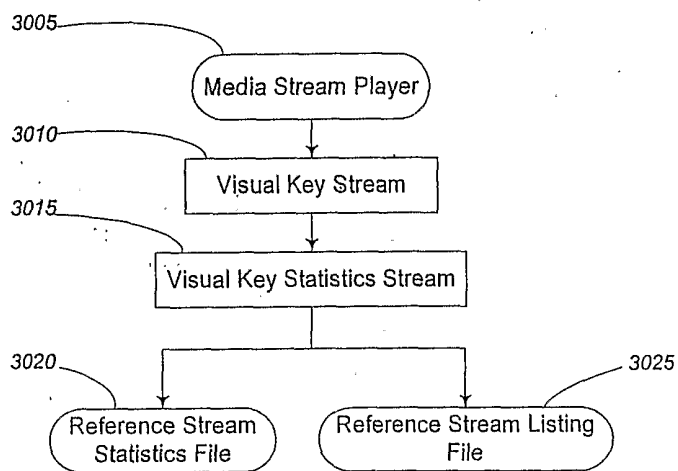 3005
Media Stream Player
3010
Visual Key Stream
3015
Visual Key Statistics Stream
3020
3025
Reference Stream
Statistics File
Reference Stream Listing
File